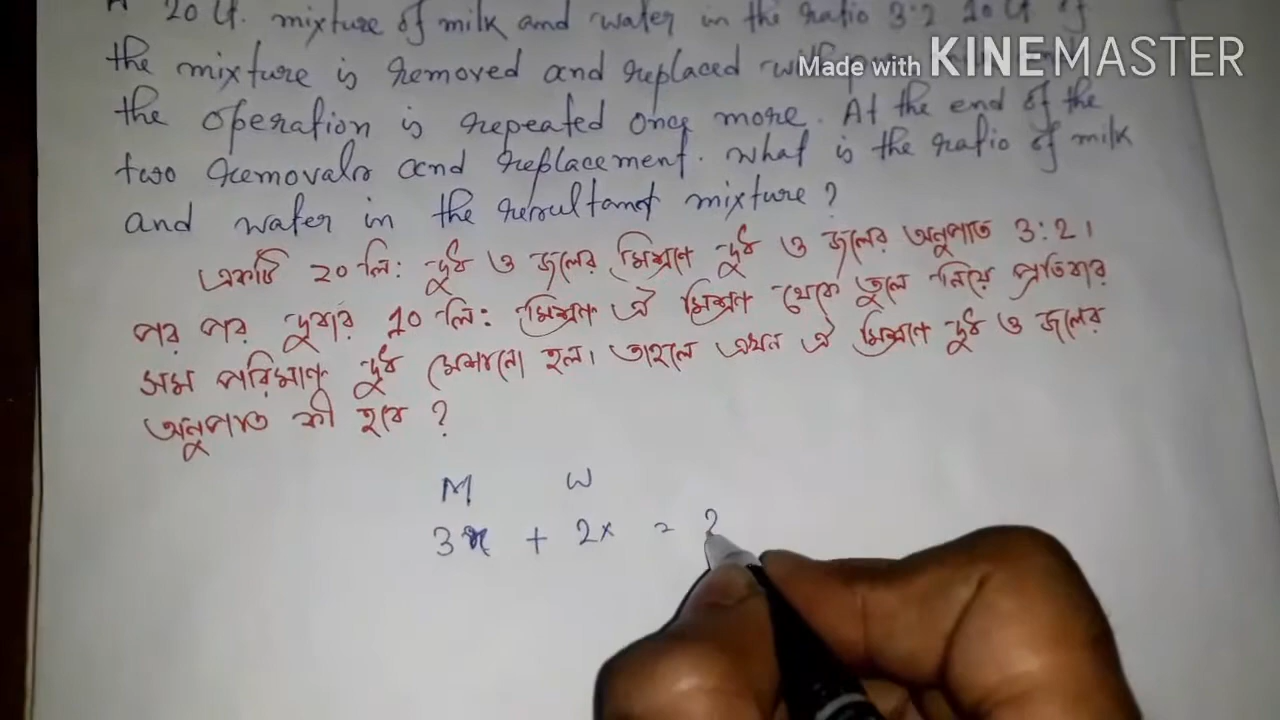 A 20 lt. mixture of milk and water in the ratio 3:2 10 lt of
Made with KINEMASTER
the mixture is removed and replaced with
the operation is repeated once more. At the end of the
two removals and replacement. what is the ratio of milk
and water in the resultant mixture?
একটি ২০ লি: দুধ ও জলের মিশ্রণে দুধ ও জলের অনুপাত 3:2।
পর পর দুবার ১০ লি: মিশ্রণ ঐ মিশ্রণ থেকে তুলে নিয়ে প্রতিবার
সম পরিমাণ দুধ মেশানো হল। তাহলে এখন ঐ মিশ্রণে দুধ ও জলের
অনুপাত কী হবে?
M W
3x + 2x = 2